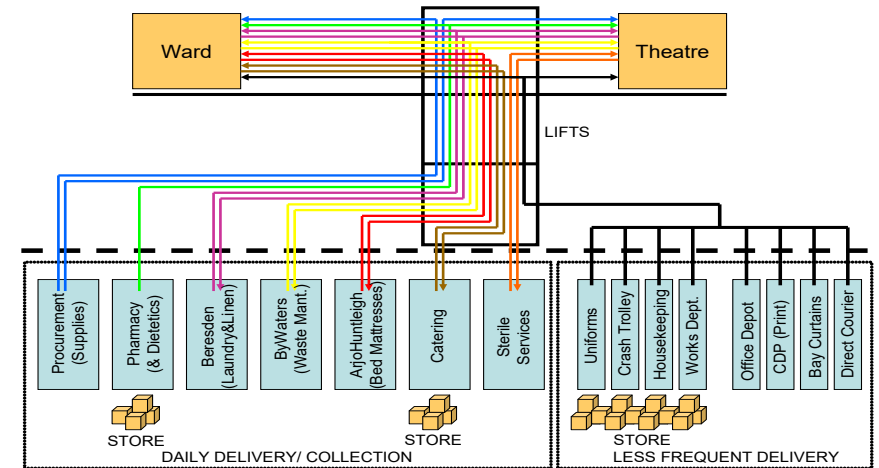 Ward
Theatre
LIFTS
Procurement
(Supplies)
Pharmacy
(& Dietetics)
Beresden
(Laundry&Linen)
ByWaters
(Waste Mant.)
ArjoHuntleigh
(Bed Mattresses)
Catering
Sterile
Services
Uniforms
Crash Trolley
Housekeeping
Works Dept.
Office Depot
CDP (Print)
Bay Curtains
Direct Courier
STORE
STORE
STORE
DAILY DELIVERY/ COLLECTION
LESS FREQUENT DELIVERY